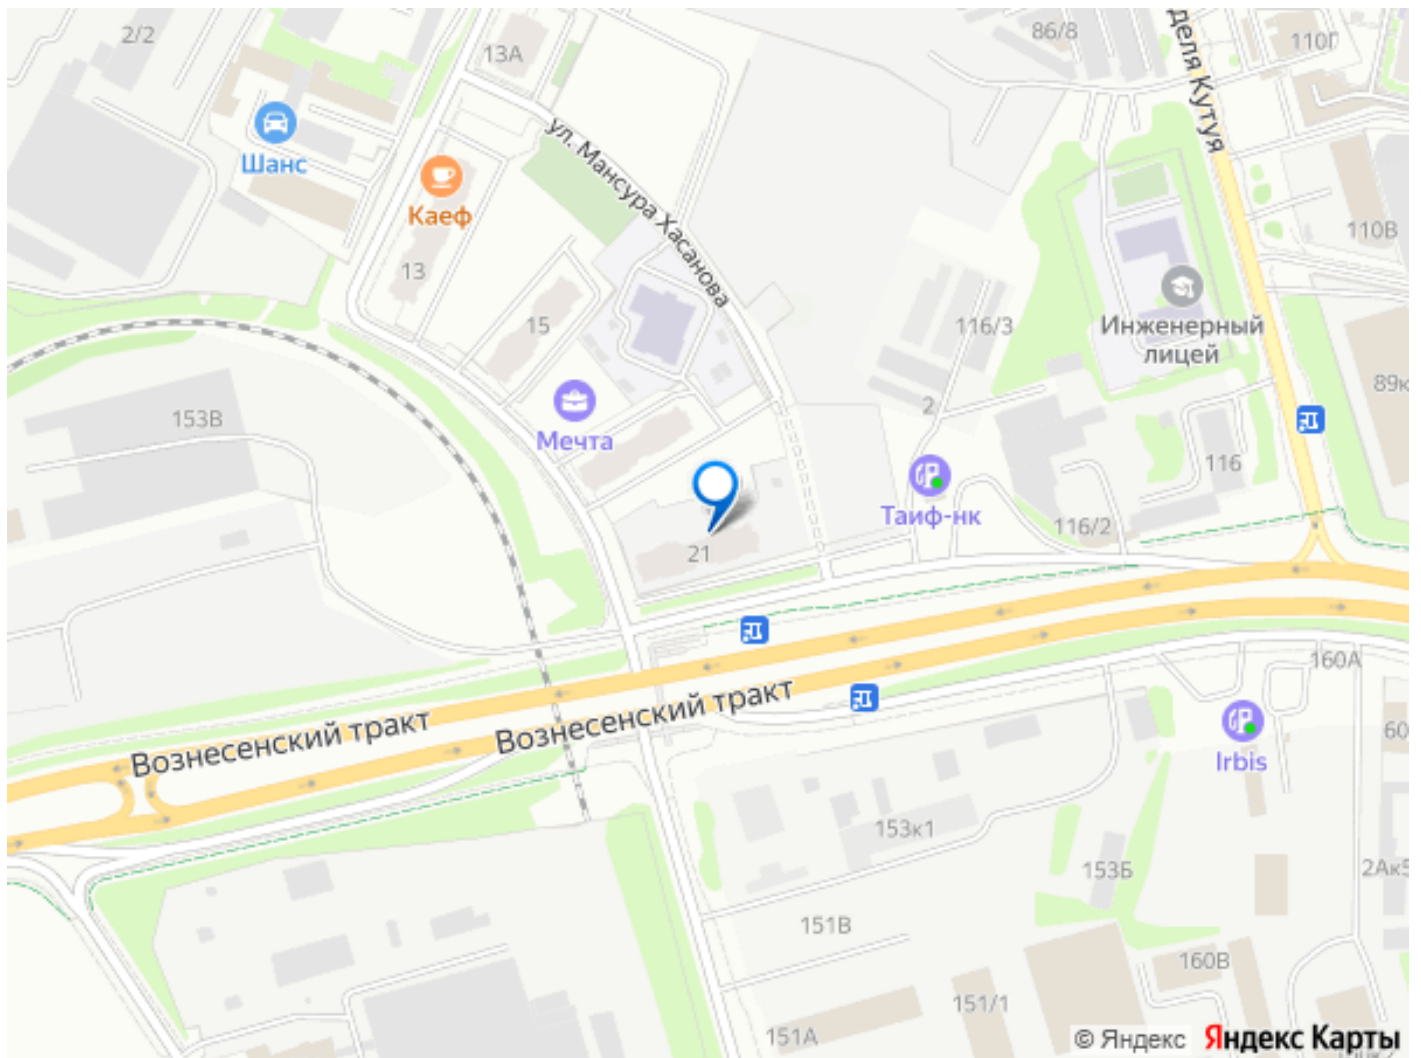 2/2
13А
86/8
110Г
деля Кутуя
Шанс
ул. Мансура Хасанова
Каеф
110В
13
15
116/3
Инженерный
лицей
89к
2
153В
Мечта
116
Таиф-нк
116/2
21
160А
Вознесенский тракт
Вознесенский тракт
60
Irbis
153к1
153Б
2Ак5
151В
160В
151/1
151А
© Яндекс
Яндекс Карты